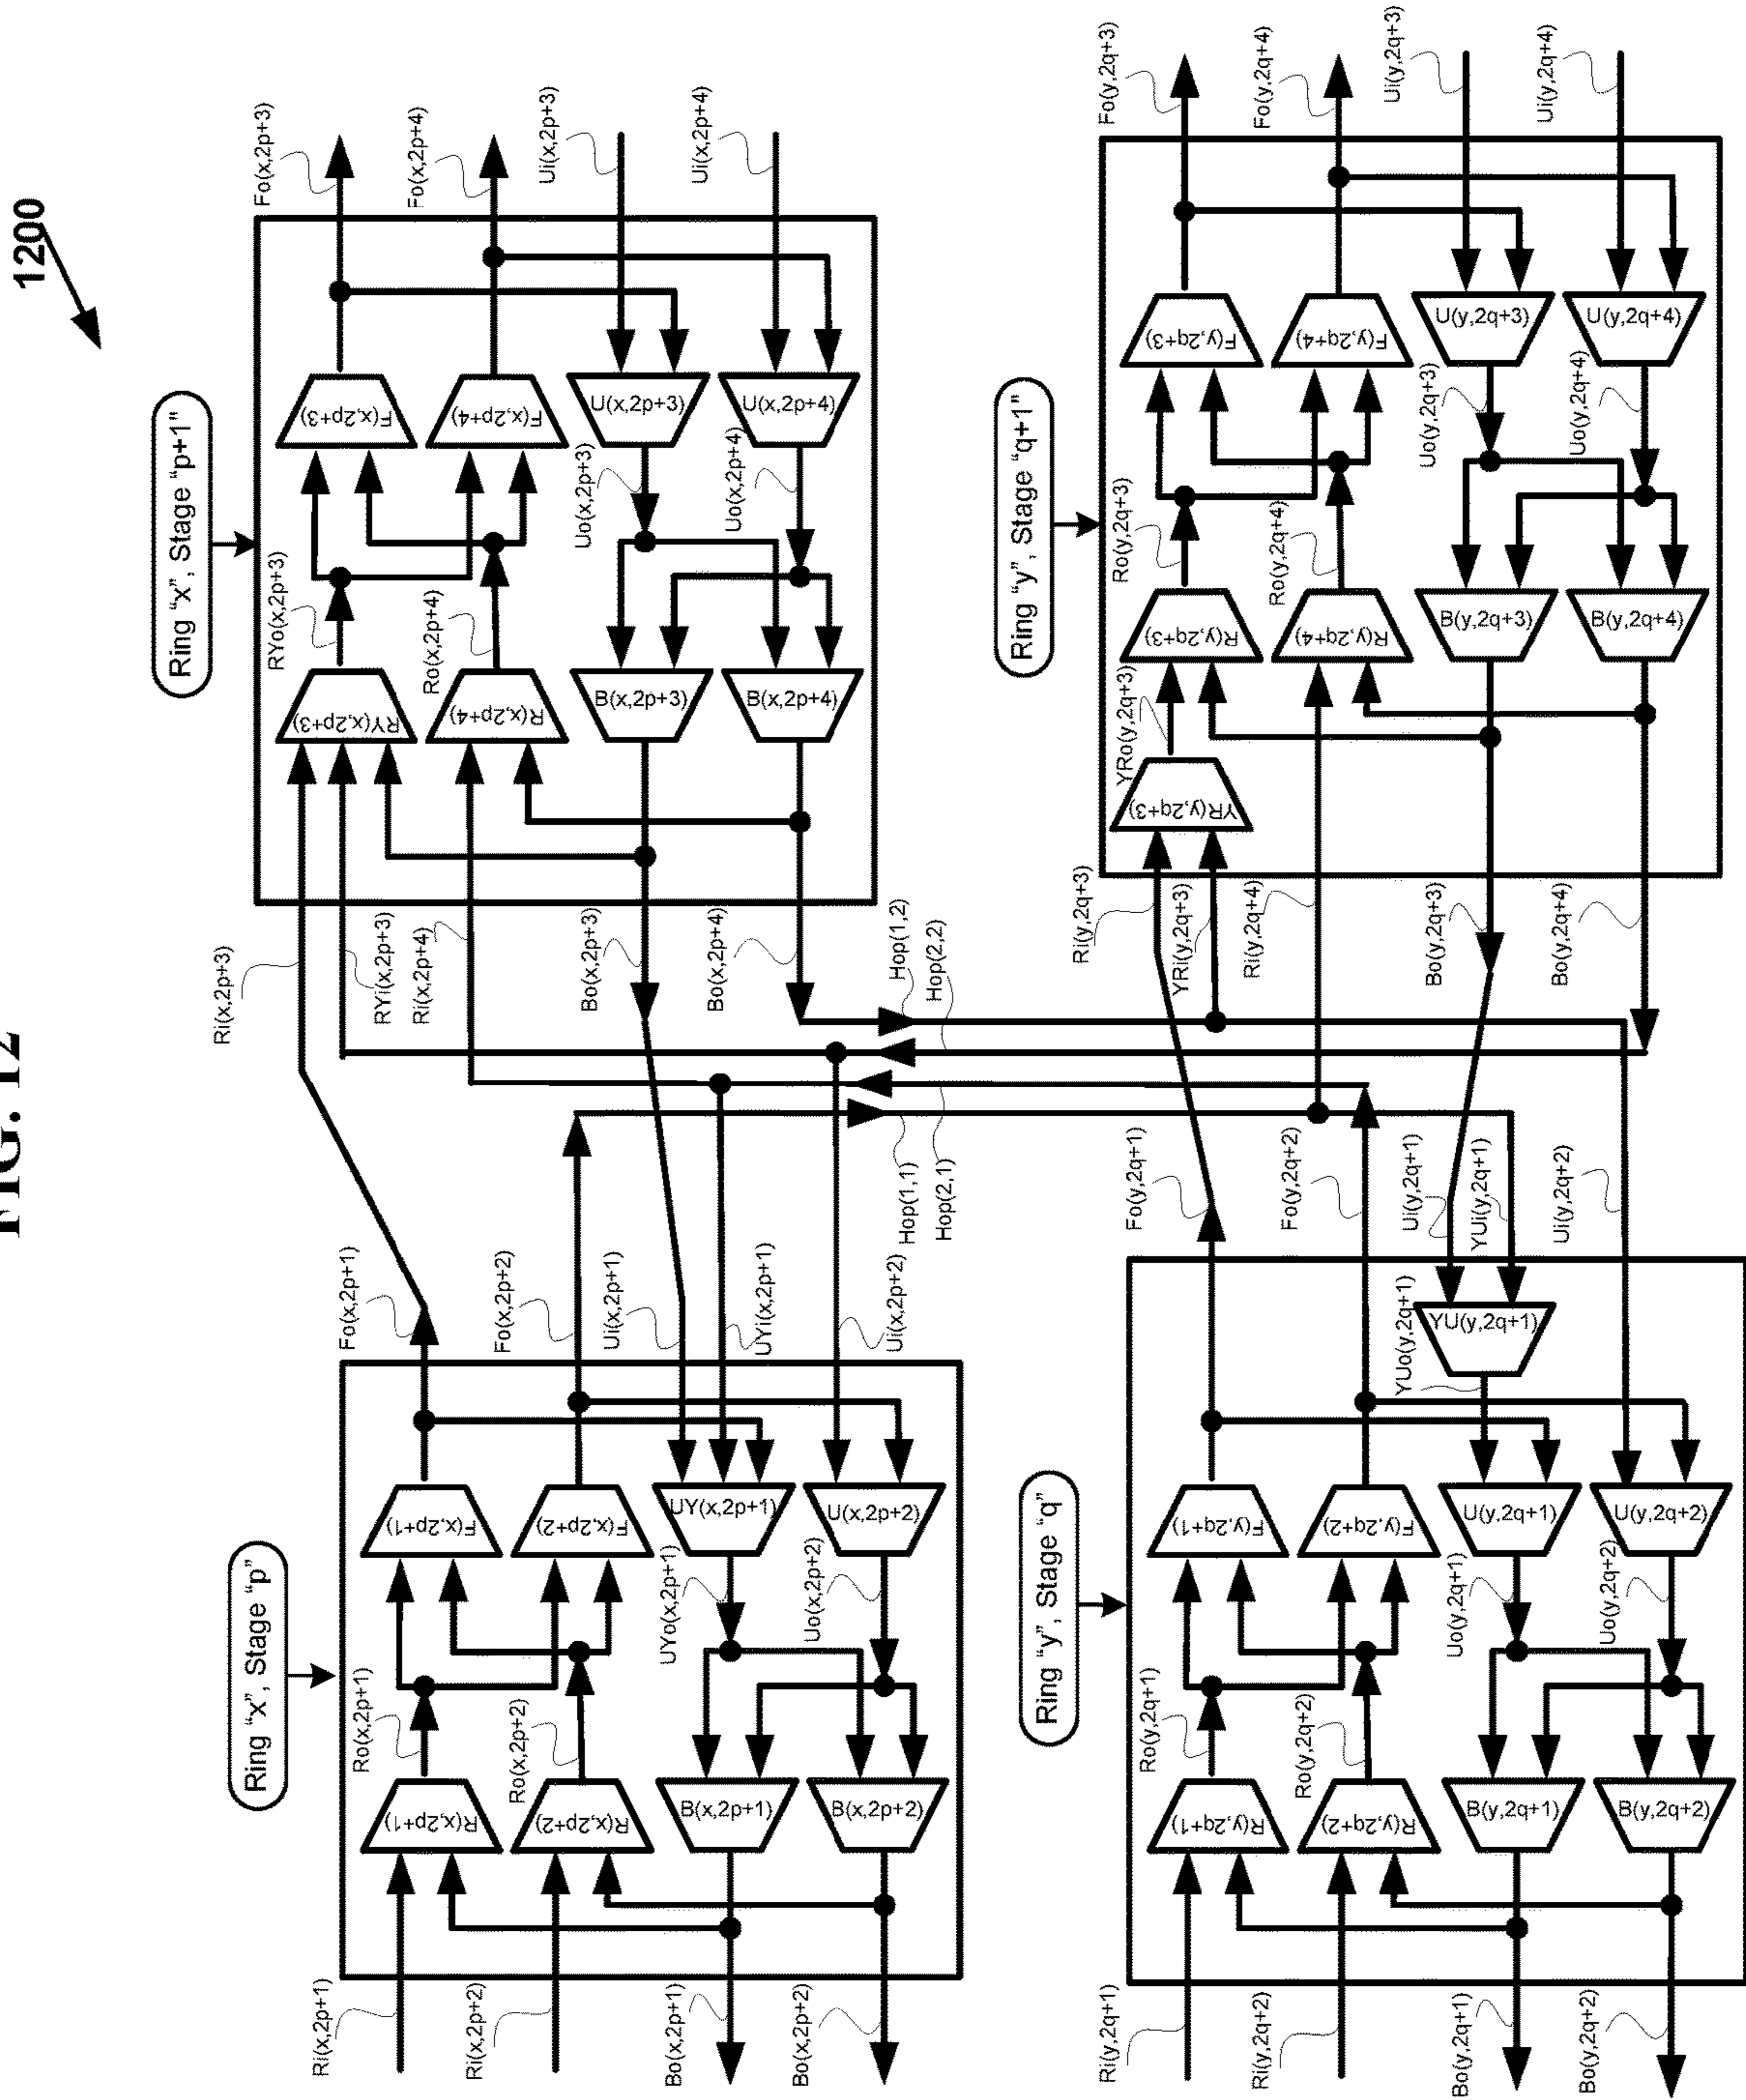 FIG. 12
1200
Ring "x", Stage "p"
Ri(x,2p+1)
Ri(x,2p+2)
Bo(x,2p+1)
Bo(x,2p+2)
R(x,2p+1)
R(x,2p+2)
B(x,2p+1)
B(x,2p+2)
Ro(x,2p+1)
Ro(x,2p+2)
UYo(x,2p+1)
Uo(x,2p+2)
F(x,2p+1)
F(x,2p+2)
UY(x,2p+1)
U(x,2p+2)
Fo(x,2p+1)
Fo(x,2p+2)
Ui(x,2p+1)
UYi(x,2p+1)
Ui(x,2p+2)
Ring "x", Stage "p+1"
Ri(x,2p+3)
RYi(x,2p+3)
Ri(x,2p+4)
Bo(x,2p+3)
Bo(x,2p+4)
RY(x,2p+3)
R(x,2p+4)
B(x,2p+3)
B(x,2p+4)
RYo(x,2p+3)
Ro(x,2p+4)
Uo(x,2p+3)
Uo(x,2p+4)
F(x,2p+3)
F(x,2p+4)
U(x,2p+3)
U(x,2p+4)
Fo(x,2p+3)
Fo(x,2p+4)
Ui(x,2p+3)
Ui(x,2p+4)
Hop(1,1)
Hop(2,1)
Hop(1,2)
Hop(2,2)
Ring "y", Stage "q"
Ri(y,2q+1)
Ri(y,2q+2)
Bo(y,2q+1)
Bo(y,2q+2)
R(y,2q+1)
R(y,2q+2)
B(y,2q+1)
B(y,2q+2)
Ro(y,2q+1)
Ro(y,2q+2)
Uo(y,2q+1)
Uo(y,2q+2)
F(y,2q+1)
F(y,2q+2)
U(y,2q+1)
U(y,2q+2)
YUo(y,2q+1)
YU(y,2q+1)
Fo(y,2q+1)
Fo(y,2q+2)
Ui(y,2q+1)
YUi(y,2q+1)
Ui(y,2q+2)
Ring "y", Stage "q+1"
Ri(y,2q+3)
YRi(y,2q+3)
Ri(y,2q+4)
Bo(y,2q+3)
Bo(y,2q+4)
YR(y,2q+3)
YRo(y,2q+3)
R(y,2q+3)
R(y,2q+4)
B(y,2q+3)
B(y,2q+4)
Ro(y,2q+3)
Ro(y,2q+4)
Uo(y,2q+3)
Uo(y,2q+4)
F(y,2q+3)
F(y,2q+4)
U(y,2q+3)
U(y,2q+4)
Fo(y,2q+3)
Fo(y,2q+4)
Ui(y,2q+3)
Ui(y,2q+4)